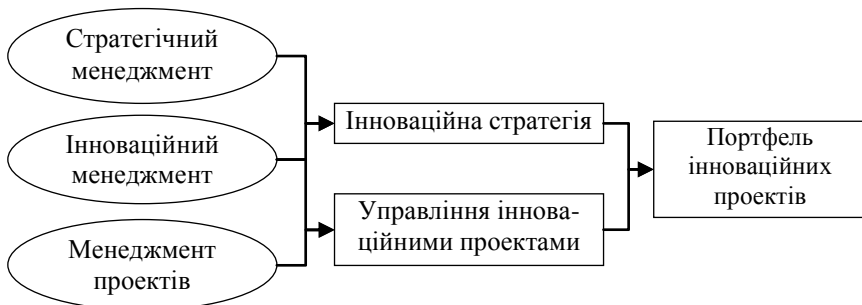 Стратегічний
менеджмент
Інноваційний
менеджмент
Менеджмент
проектів
Інноваційна стратегія
Управління іннова-
ційними проектами
Портфель
інноваційних
проектів